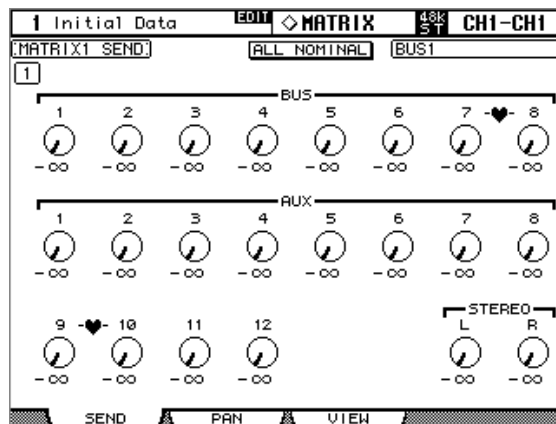 1 Initial Data EDIT ◇MATRIX 48k ST CH1-CH1
MATRIX1 SEND ALL NOMINAL BUS1
1
BUS
1 2 3 4 5 6 7 -♥- 8
-∞ -∞ -∞ -∞ -∞ -∞ -∞ -∞
AUX
1 2 3 4 5 6 7 8
-∞ -∞ -∞ -∞ -∞ -∞ -∞ -∞
STEREO
9 -♥- 10 11 12 L R
-∞ -∞ -∞ -∞ -∞ -∞
SEND PAN VIEW